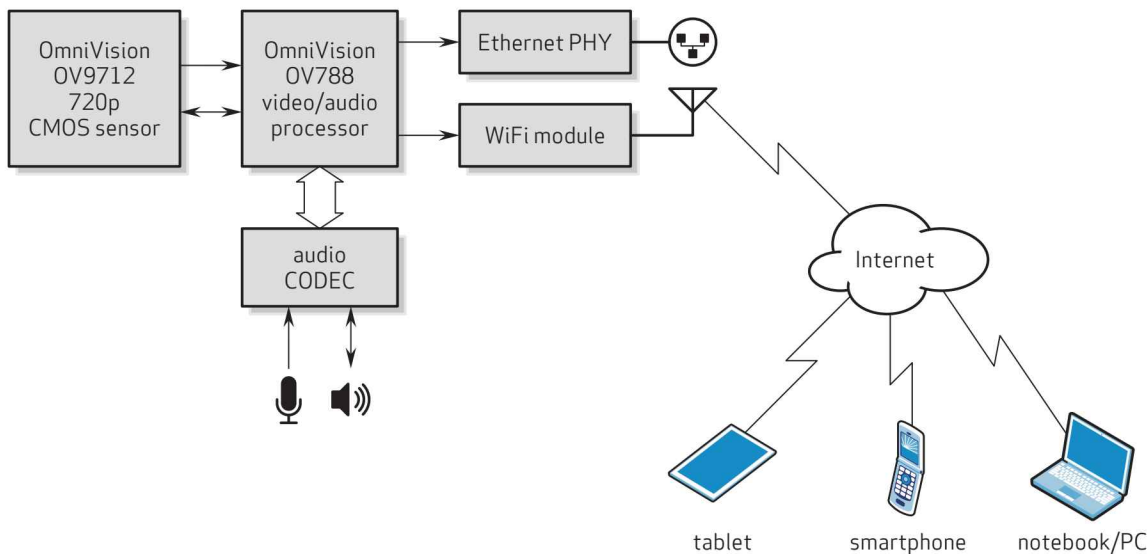 OmniVision
OV9712
720p
CMOS sensor
OmniVision
OV788
video/audio
processor
Ethernet PHY
WiFi module
audio
CODEC
Internet
tablet
smartphone
notebook/PC